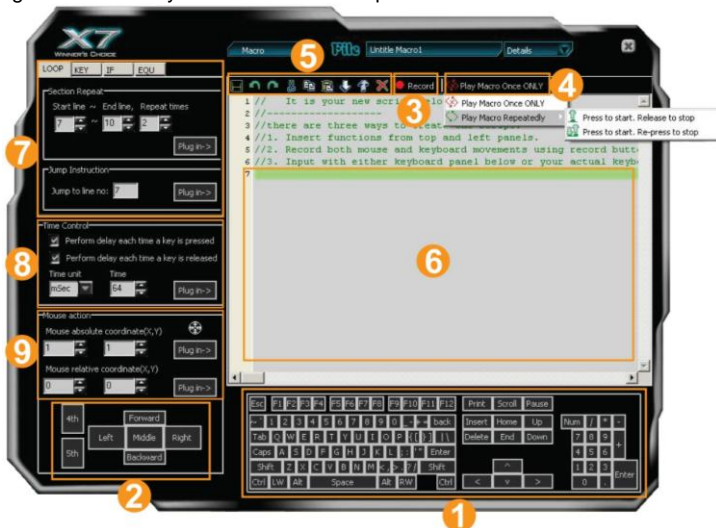 X7
WINNER'S CHOICE
Macro File Untitle Macro1 Details
LOOP KEY IF EQU
5
Record
Play Macro Once ONLY
4
Play Macro Once ONLY
Play Macro Repeatedly
Press to start. Release to stop
Press to start. Re-press to stop
3
Section Repeat
Start line ~ End line, Repeat times
7 ~ 10 2
Plug in->
7
Jump Instruction
Jump to line no: 7 Plug in->
1 // It is your new
2 //--------------------
3 //there are three ways to
4 //1. Insert functions from top and left panels.
5 //2. Record both mouse and keyboard movements using record
6 //3. Input with either keyboard panel below or your actual
7
6
Time Control
Perform delay each time a key is pressed
Perform delay each time a key is released
Time unit Time
mSec 64 Plug in->
8
Mouse action
Mouse absolute coordinate(X,Y)
1 1 Plug in->
Mouse relative coordinate(X,Y)
0 0 Plug in->
9
4th Forward
Left Middle Right
5th Backward
2
Esc F1 F2 F3 F4 F5 F6 F7 F8 F9 F10 F11 F12 Print Scroll Pause
~` 1 2 3 4 5 6 7 8 9 0 _- += back Insert Home Up Num / * -
Tab Q W E R T Y U I O P {[ }] |\ Delete End Down 7 8 9 +
Caps A S D F G H J K L ;: '" Enter 4 5 6
Shift Z X C V B N M <, >. ?/ Shift ^ 1 2 3 Enter
Ctrl LW Alt Space Alt RW Ctrl < v > 0 .
1